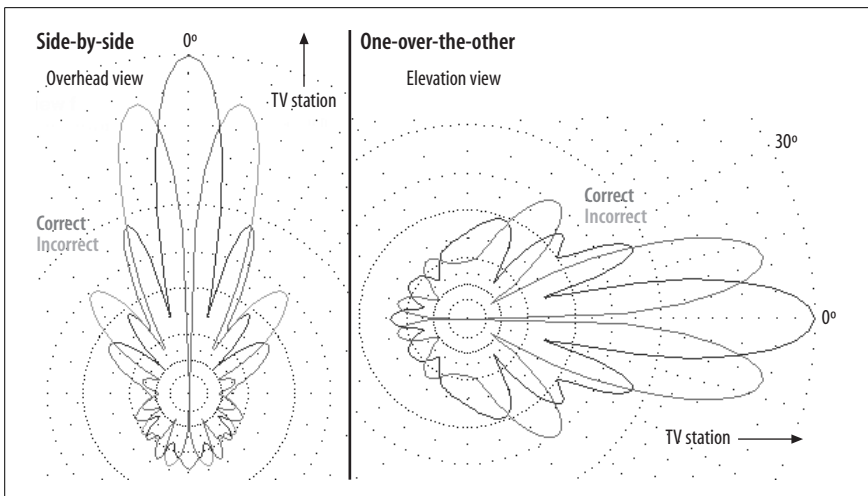 Side-by-side
0º
Overhead view
TV station
Correct
Incorrect
One-over-the-other
Elevation view
30º
Correct
Incorrect
0º
TV station